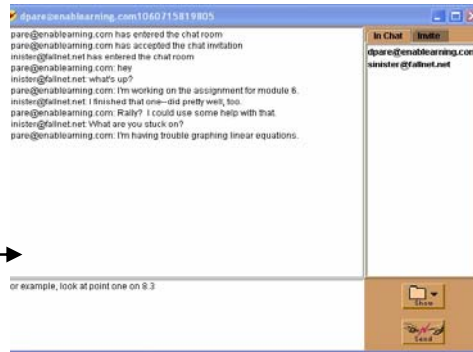 dpare@enablearning.com1060715819805
In Chat Invite
pare@enablearning.com has entered the chat room
pare@enablearning.com has accepted the chat invitation
inister@fallnet.net has entered the chat room
pare@enablearning.com: hey
inister@fallnet.net: what's up?
pare@enablearning.com: I'm working on the assignment for module 6.
inister@fallnet.net: I finished that one--did pretty well, too.
pare@enablearning.com: Rally? I could use some help with that.
inister@fallnet.net: What are you stuck on?
pare@enablearning.com: I'm having trouble graphing linear equations.
dpare@enablearning.con
sinister@fallnet.net
or example, look at point one on 8.3
Show
Send